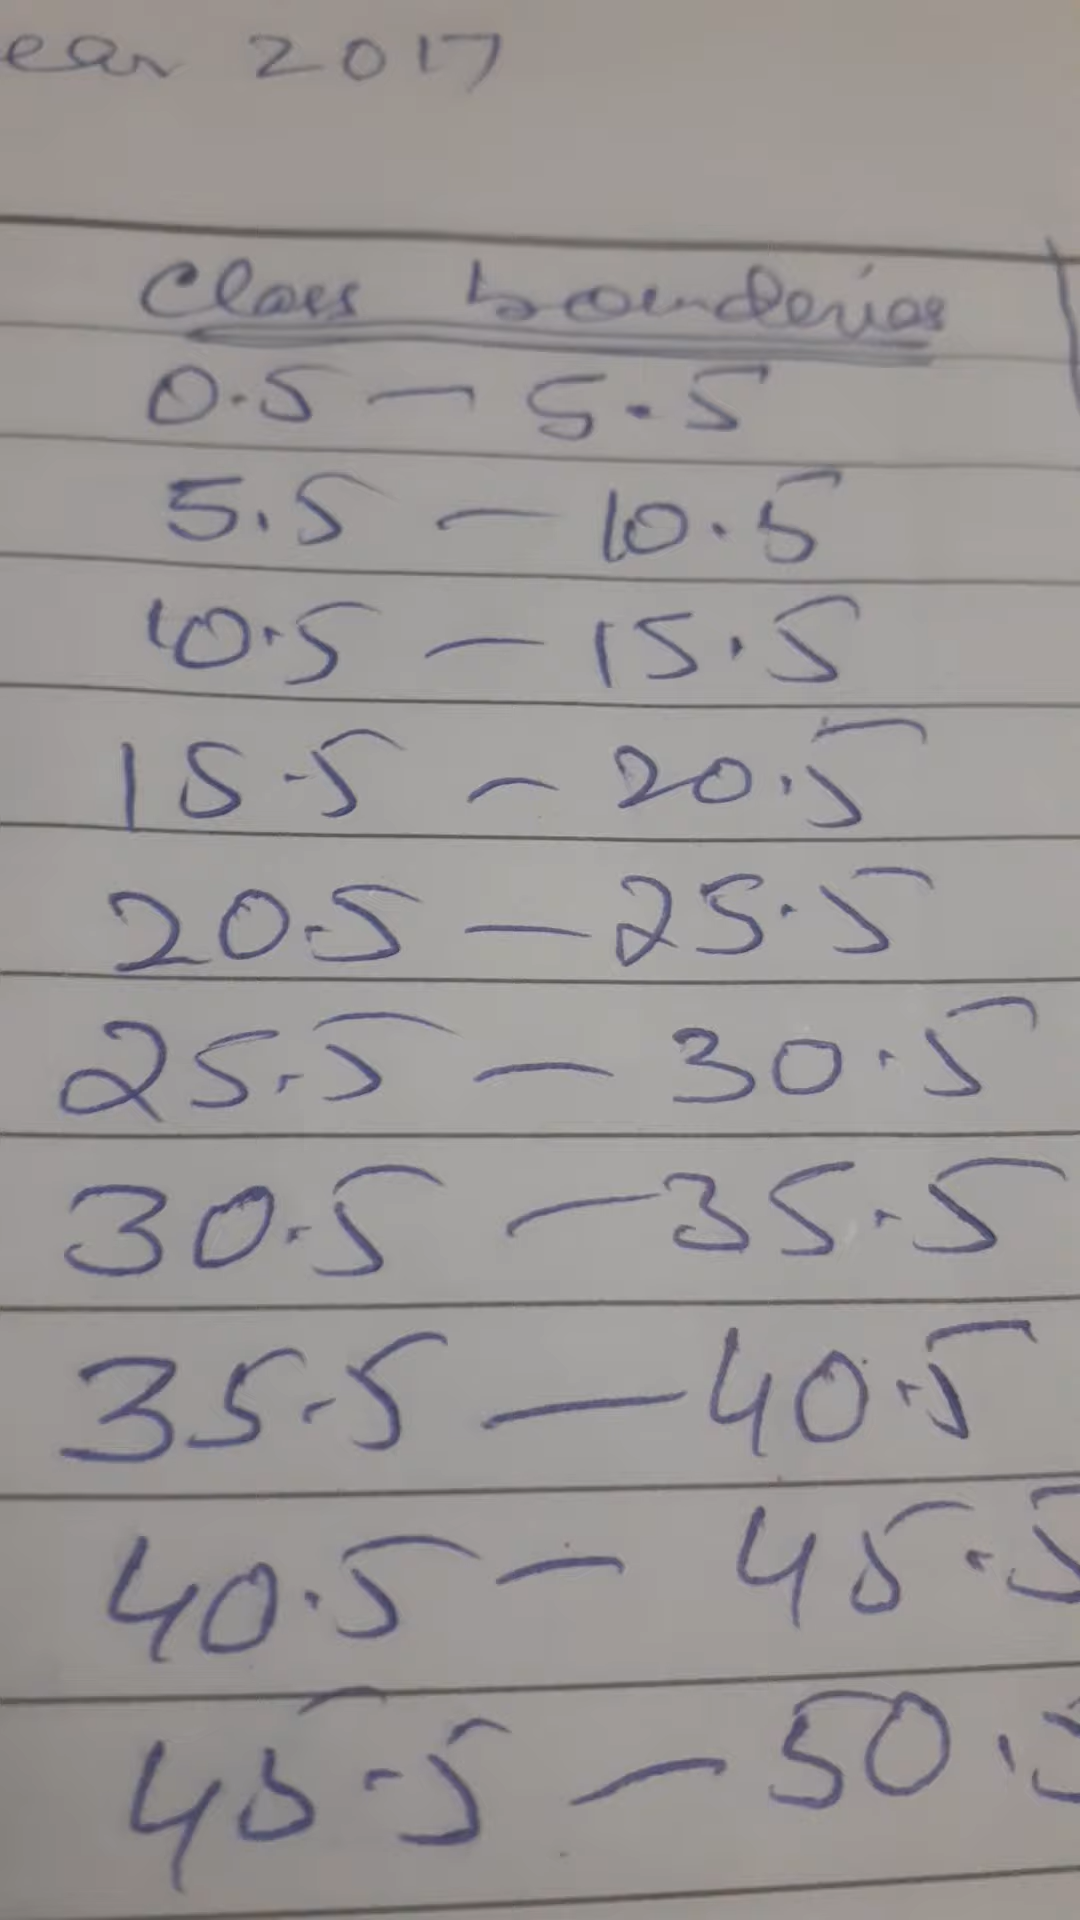 ear 2017
Class bounderies
0.5 — 5.5
5.5 — 10.5
10.5 — 15.5
15.5 — 20.5
20.5 — 25.5
25.5 — 30.5
30.5 — 35.5
35.5 — 40.5
40.5 — 45.5
45.5 — 50.5